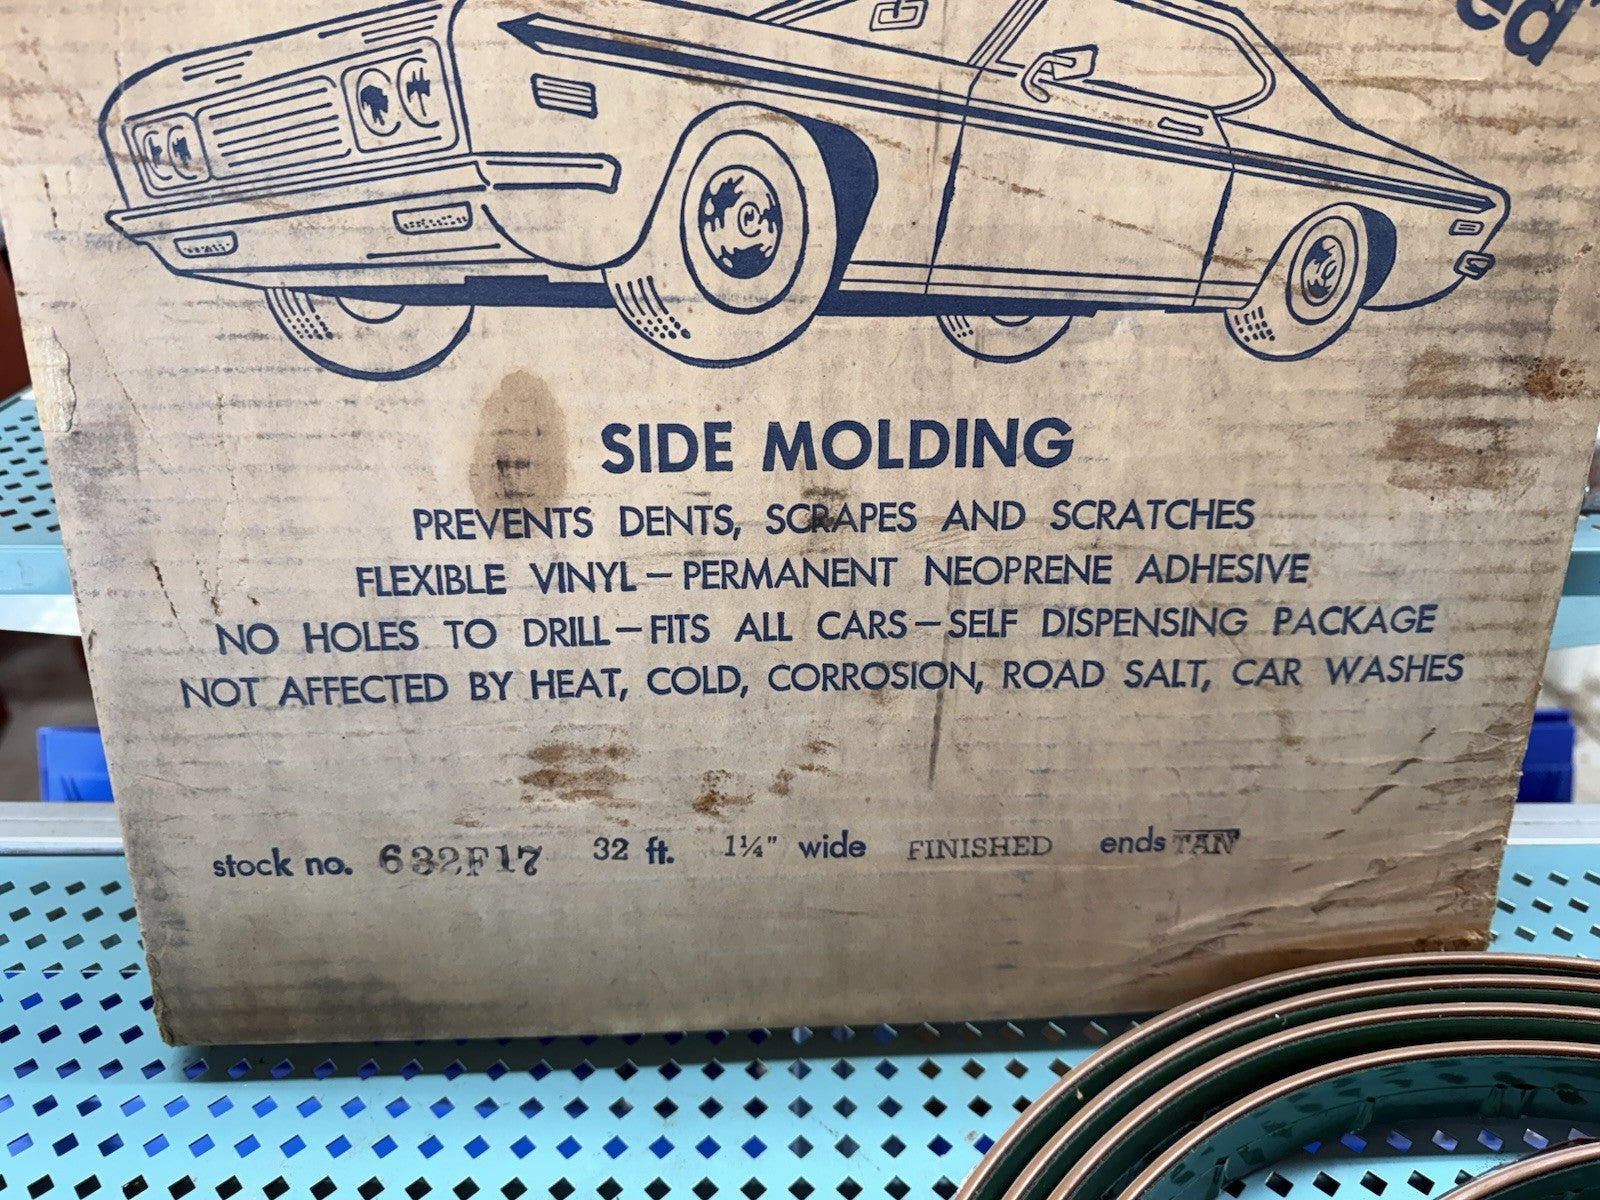 SIDE MOLDING
PREVENTS DENTS, SCRAPES AND SCRATCHES
FLEXIBLE VINYL — PERMANENT NEOPRENE ADHESIVE
NO HOLES TO DRILL — FITS ALL CARS — SELF DISPENSING PACKAGE
NOT AFFECTED BY HEAT, COLD, CORROSION, ROAD SALT, CAR WASHES
stock no. 632F17 32 ft. 1¼" wide FINISHED ends TAN